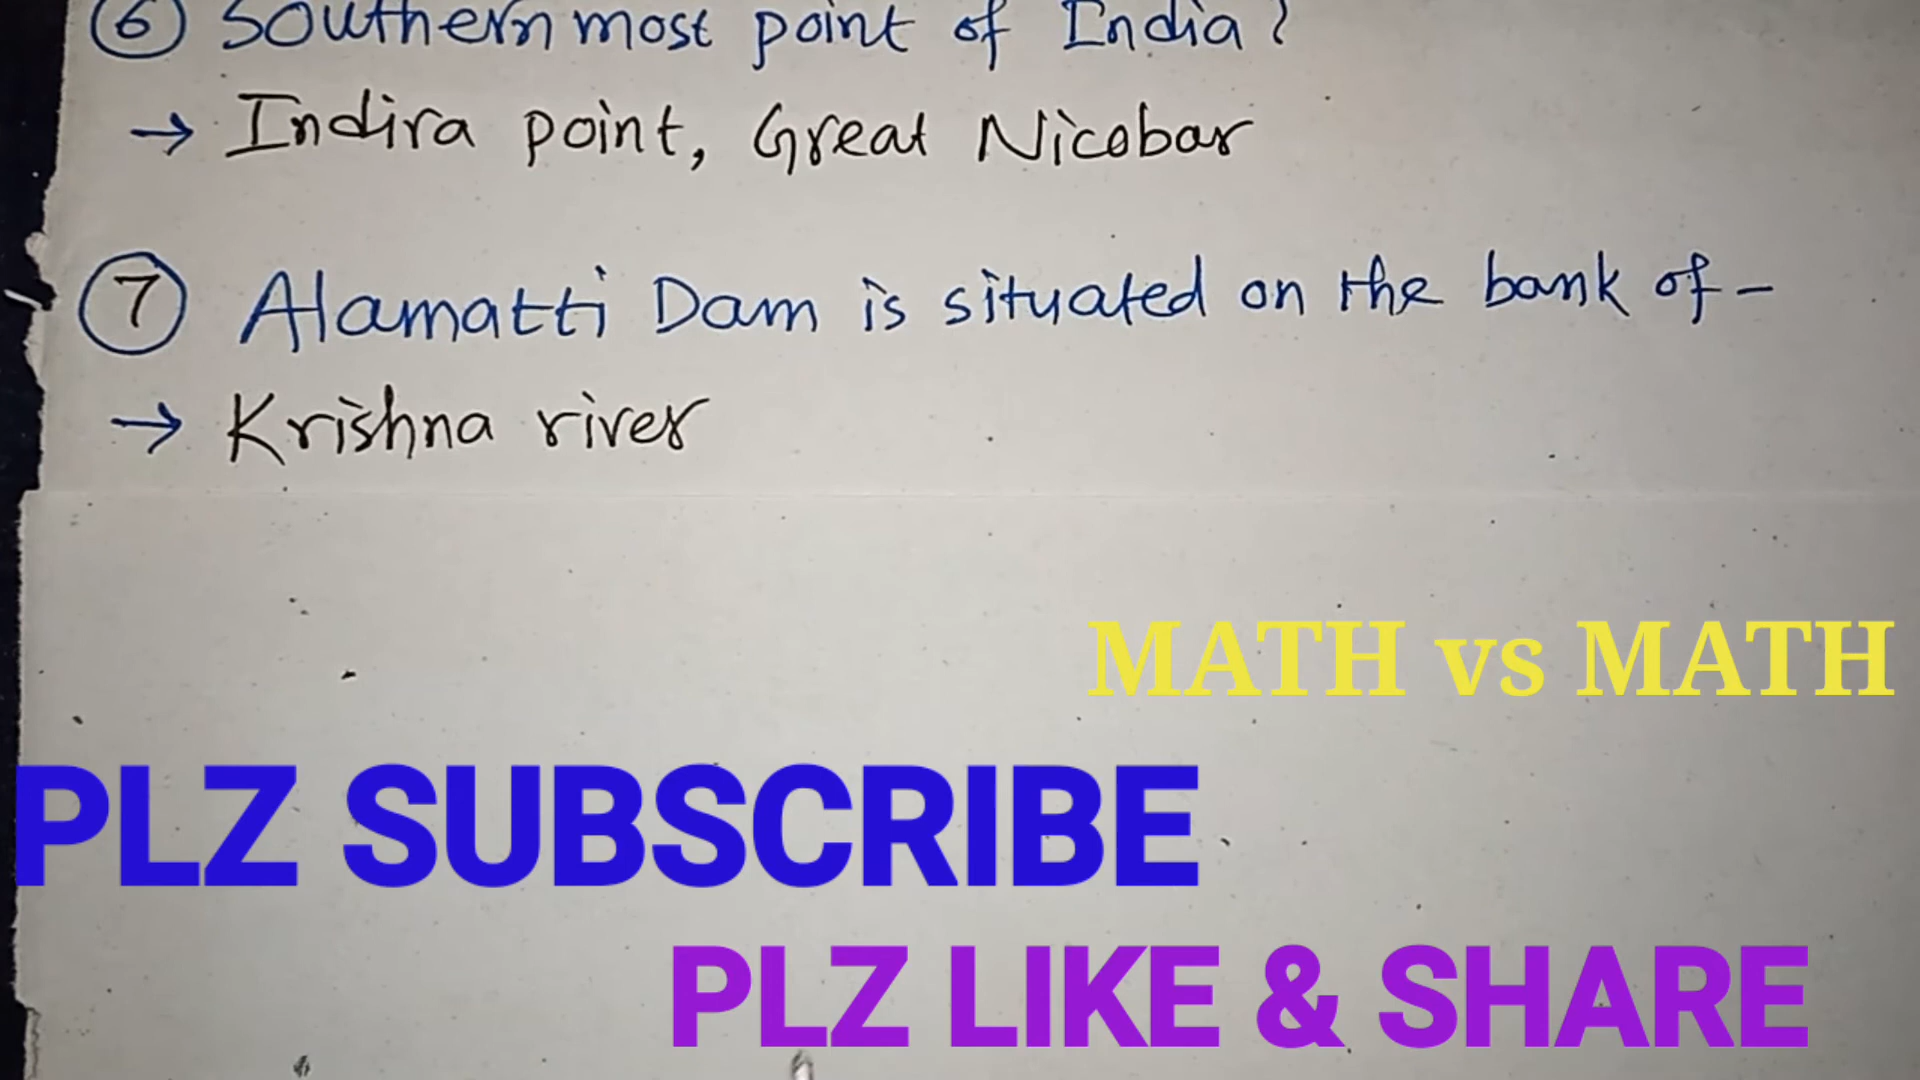 6 Southern most point of India?
→ Indira point, Great Nicobar
7 Alamatti Dam is situated on the bank of -
→ Krishna river
MATH vs MATH
PLZ SUBSCRIBE
PLZ LIKE & SHARE